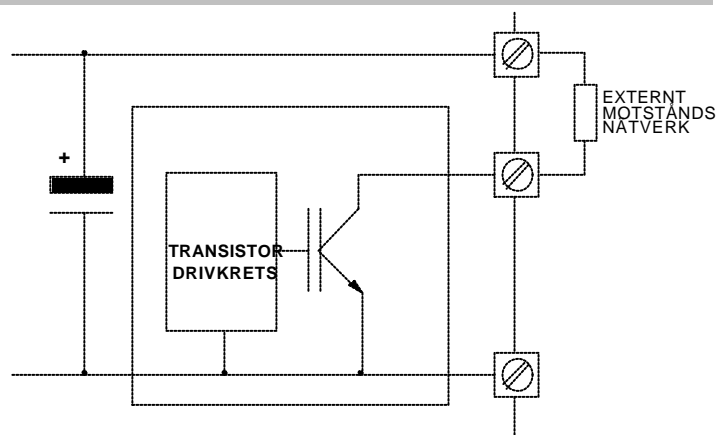 EXTERNT
MOTSTÅNDS
NÄTVERK
+
TRANSISTOR
DRIVKRETS